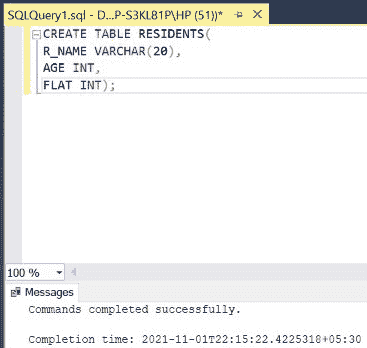 SQLQuery1.sql - D...P-S3KL81P\HP (51))*
CREATE TABLE RESIDENTS(
R_NAME VARCHAR(20),
AGE INT,
FLAT INT);
100 %
Messages
Commands completed successfully.
Completion time: 2021-11-01T22:15:22.4225318+05:30